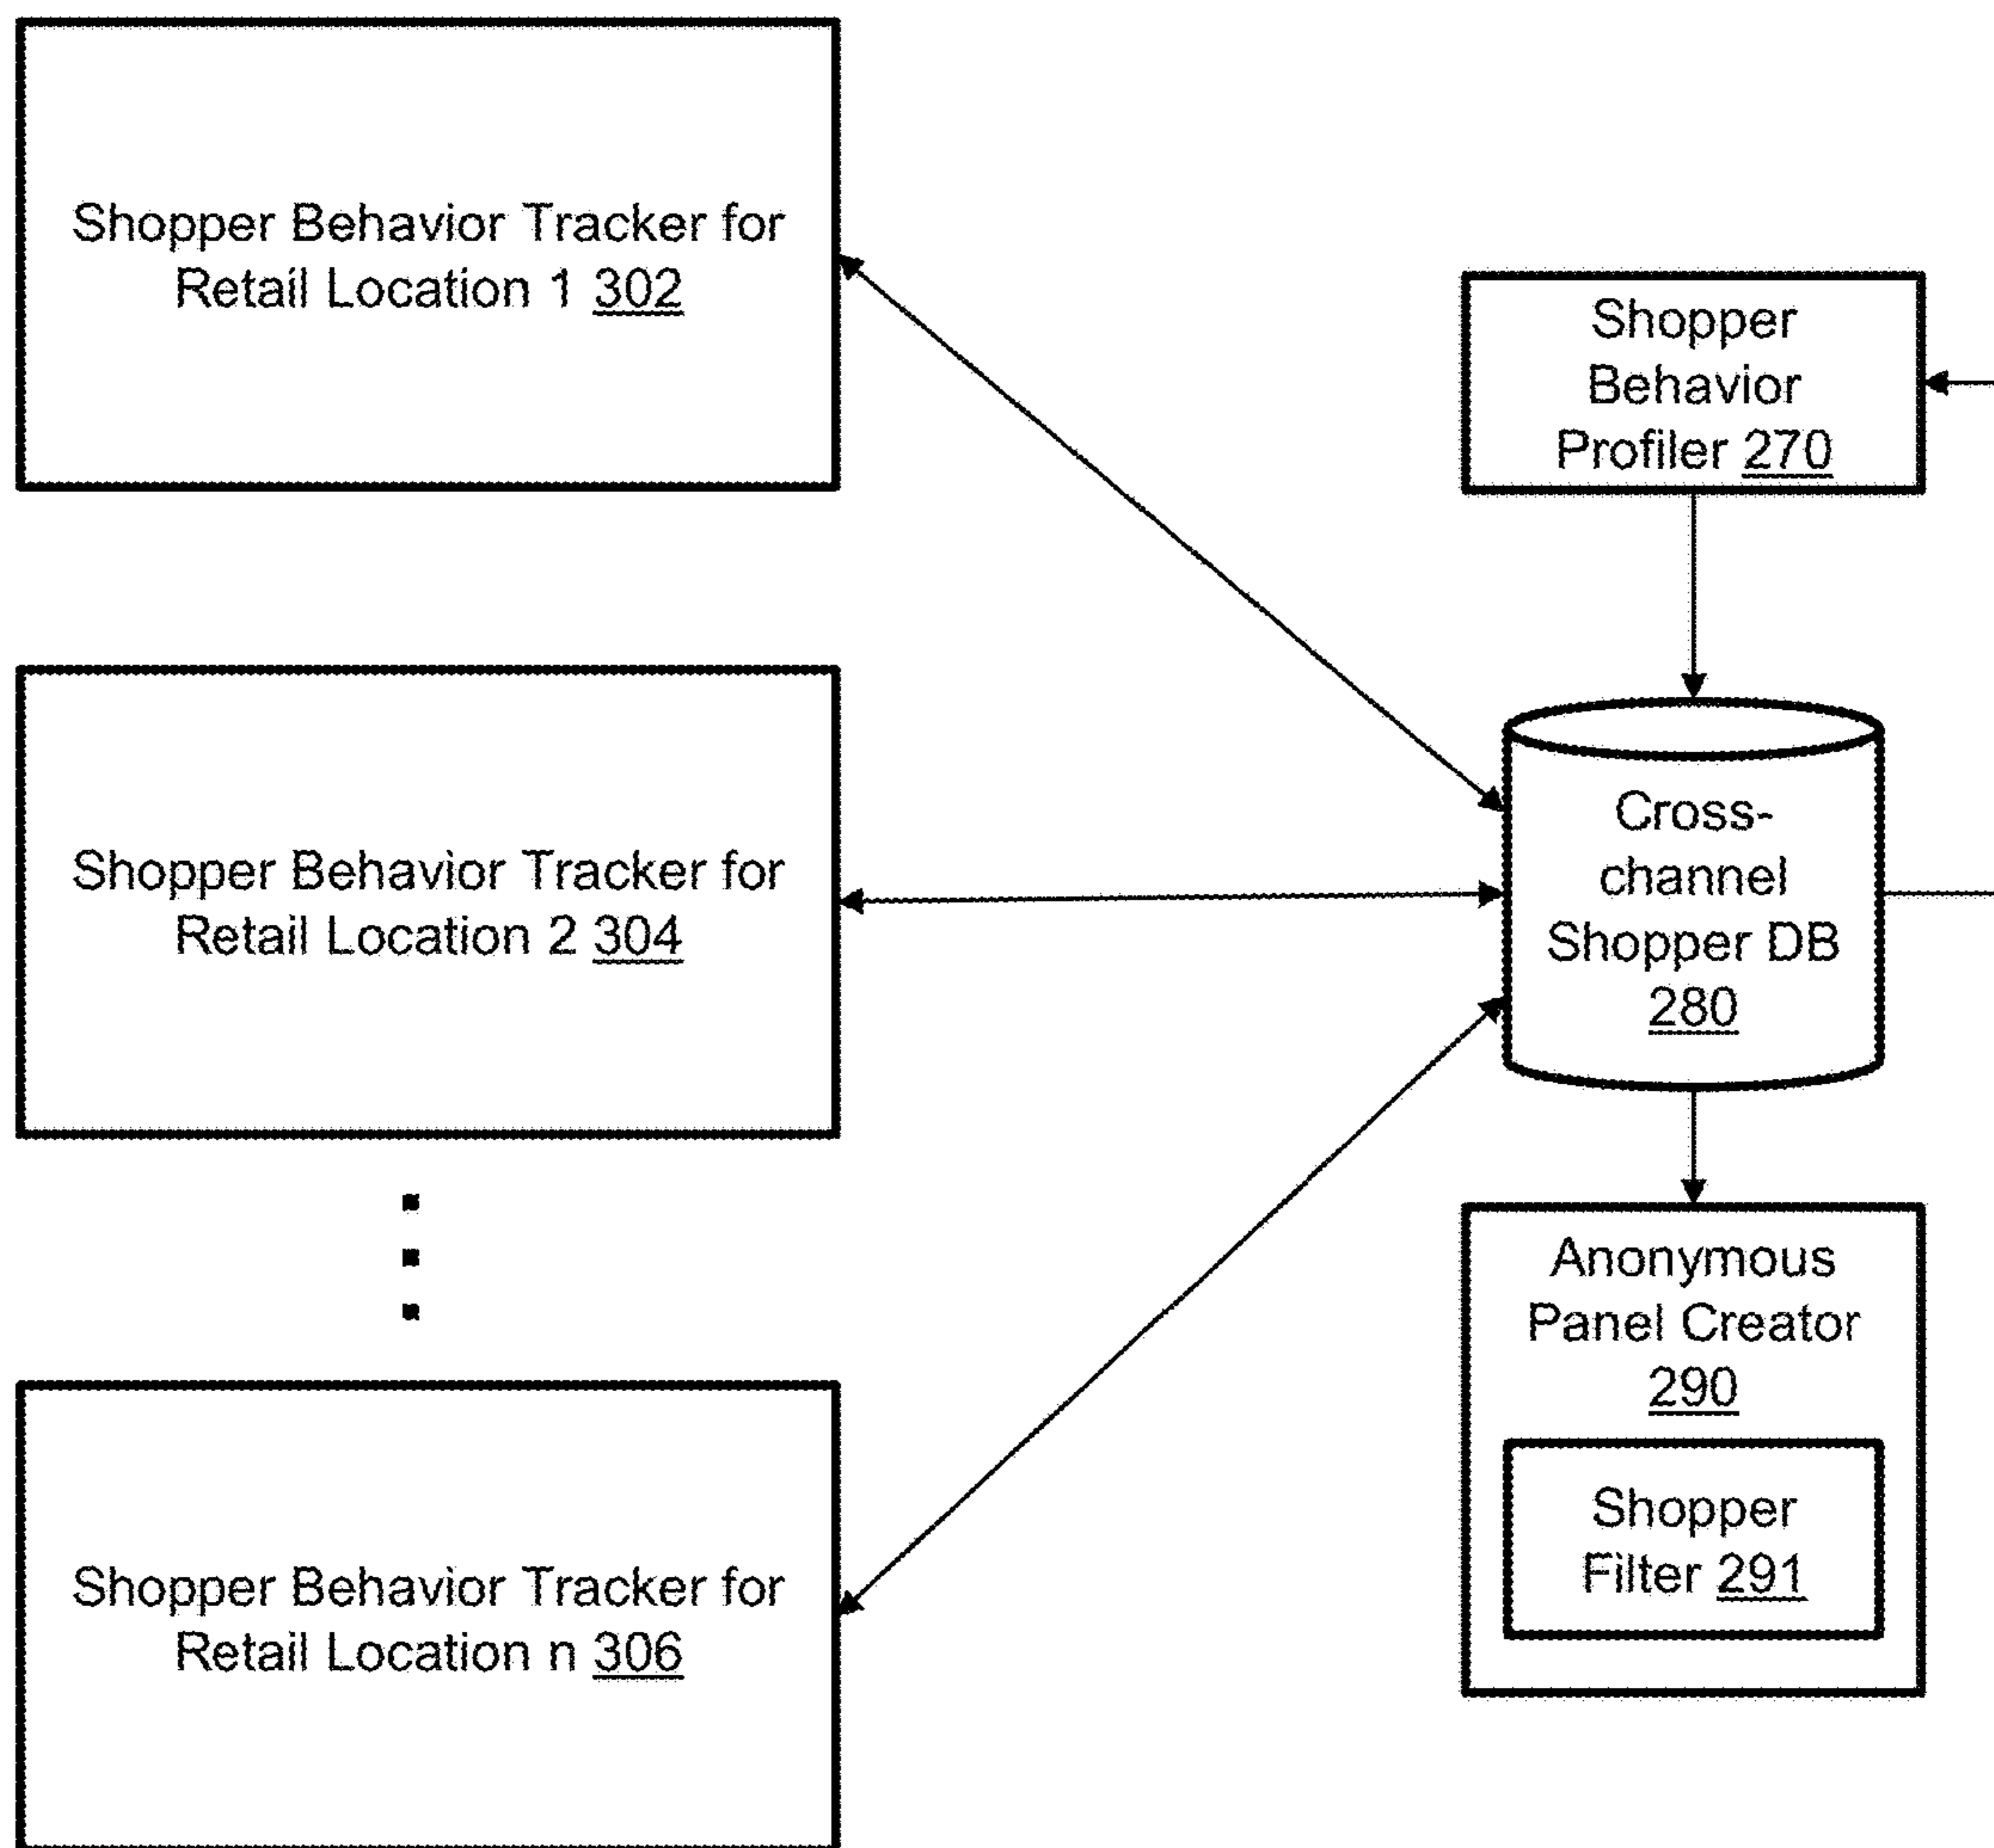 Shopper Behavior Tracker for
Retail Location 1 302
Shopper
Behavior
Profiler 270
Shopper Behavior Tracker for
Retail Location 2 304
Cross-
channel
Shopper DB
280
Anonymous
Panel Creator
290
Shopper
Filter 291
Shopper Behavior Tracker for
Retail Location n 306